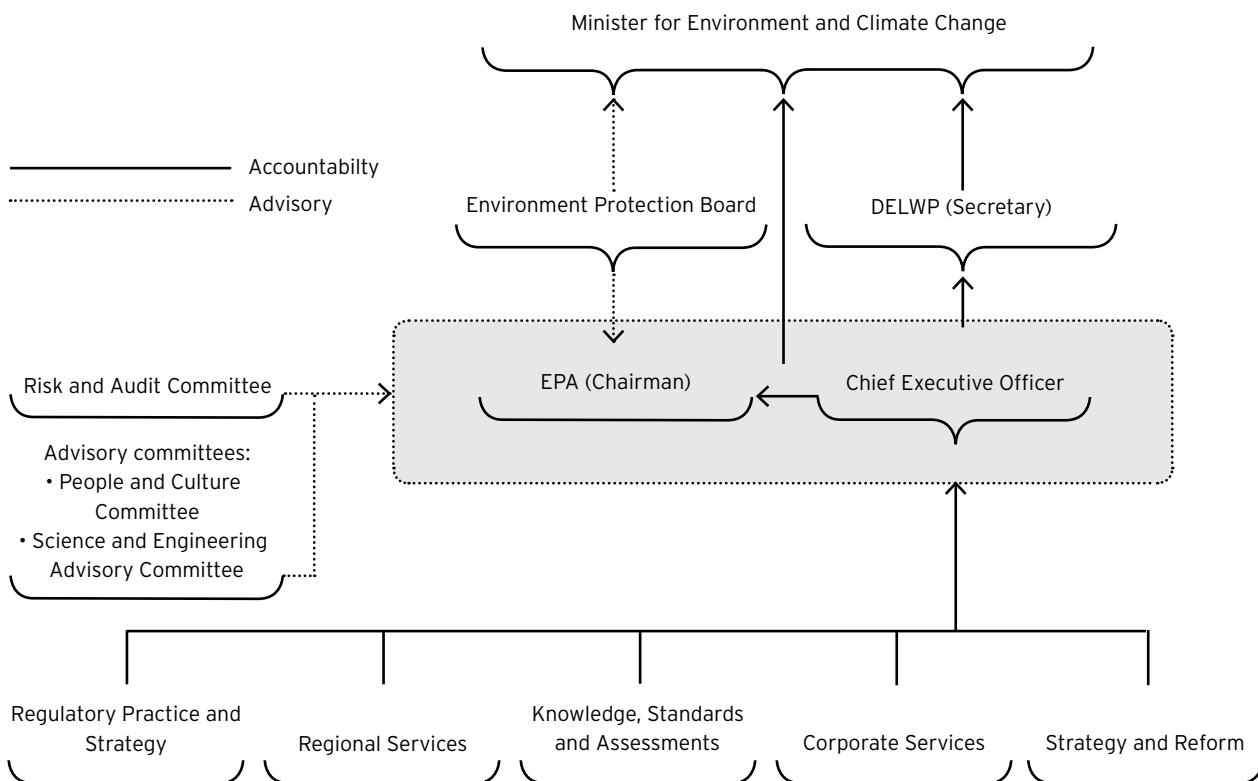 Minister for Environment and Climate Change
Accountabilty
Advisory
Environment Protection Board
DELWP (Secretary)
EPA (Chairman)
Chief Executive Officer
Risk and Audit Committee
Advisory committees:
• People and Culture
Committee
• Science and Engineering
Advisory Committee
Regulatory Practice and
Strategy
Regional Services
Knowledge, Standards
and Assessments
Corporate Services
Strategy and Reform